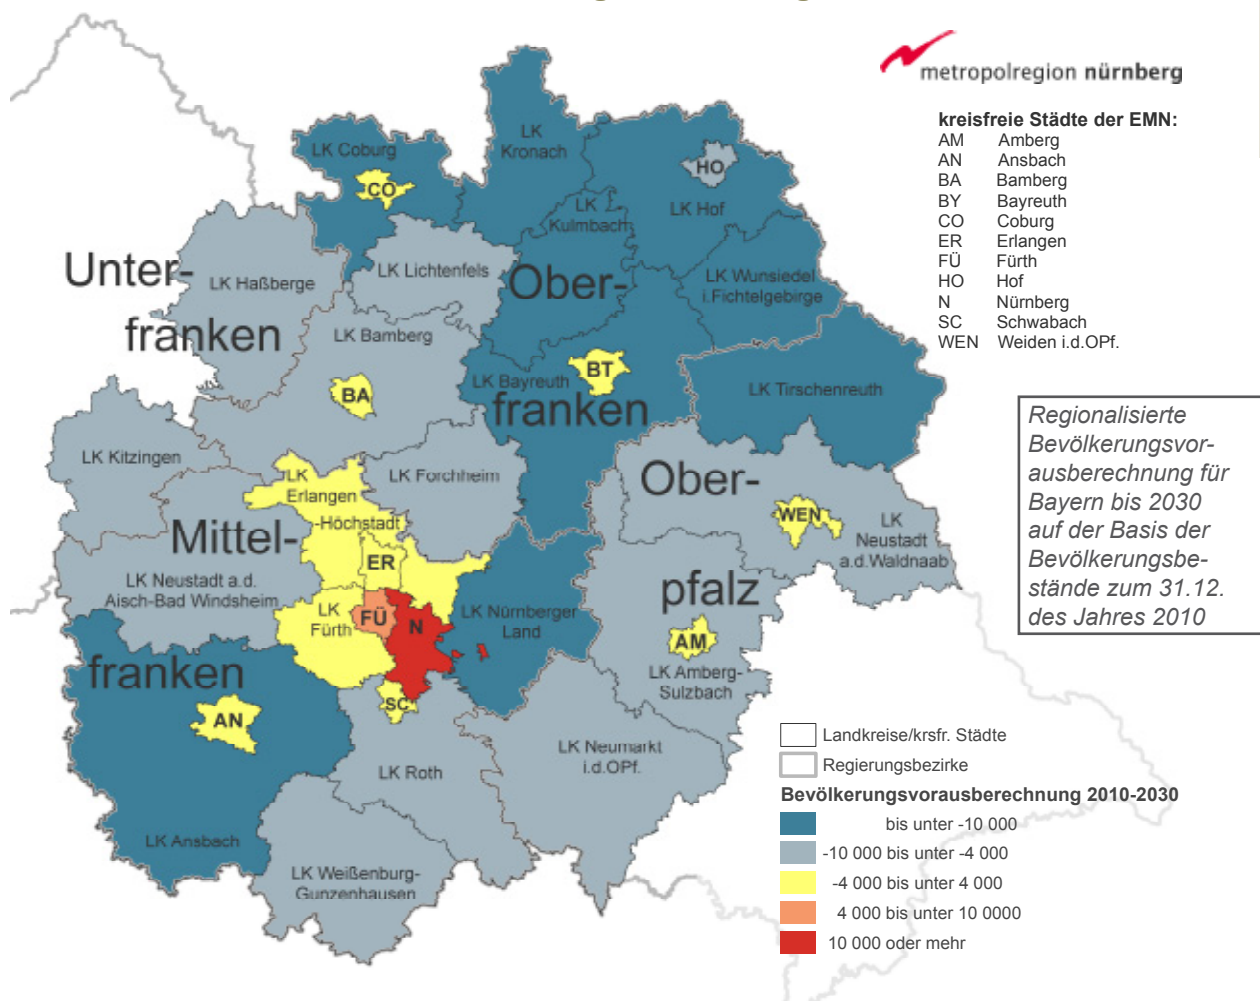 metropolregion nürnberg
kreisfreie Städte der EMN:
AM Amberg
AN Ansbach
BA Bamberg
BY Bayreuth
CO Coburg
ER Erlangen
FÜ Fürth
HO Hof
N Nürnberg
SC Schwabach
WEN Weiden i.d.OPf.
Regionalisierte
Bevölkerungsvor-
ausberechnung für
Bayern bis 2030
auf der Basis der
Bevölkerungsbe-
stände zum 31.12.
des Jahres 2010
LK Coburg
CO
LK
Kronach
HO
LK Hof
LK
Kulmbach
Unter-
franken
LK Haßberge
LK Lichtenfels
Ober-
franken
LK Wunsiedel
i.Fichtelgebirge
LK Bamberg
BA
LK Bayreuth
BT
LK Tirschenreuth
LK Kitzingen
LK
Erlangen
-Höchstadt
LK Forchheim
Ober-
pfalz
WEN
LK
Neustadt
a.d.Waldnaab
Mittel-
franken
ER
LK Neustadt a.d.
Aisch-Bad Windsheim
LK
Fürth
FÜ
N
LK Nürnberger
Land
AM
LK Amberg-
Sulzbach
AN
SC
LK Roth
LK Neumarkt
i.d.OPf.
LK Ansbach
LK Weißenburg-
Gunzenhausen
Landkreise/krsfr. Städte
Regierungsbezirke
Bevölkerungsvorausberechnung 2010-2030
bis unter -10 000
-10 000 bis unter -4 000
-4 000 bis unter 4 000
4 000 bis unter 10 0000
10 000 oder mehr